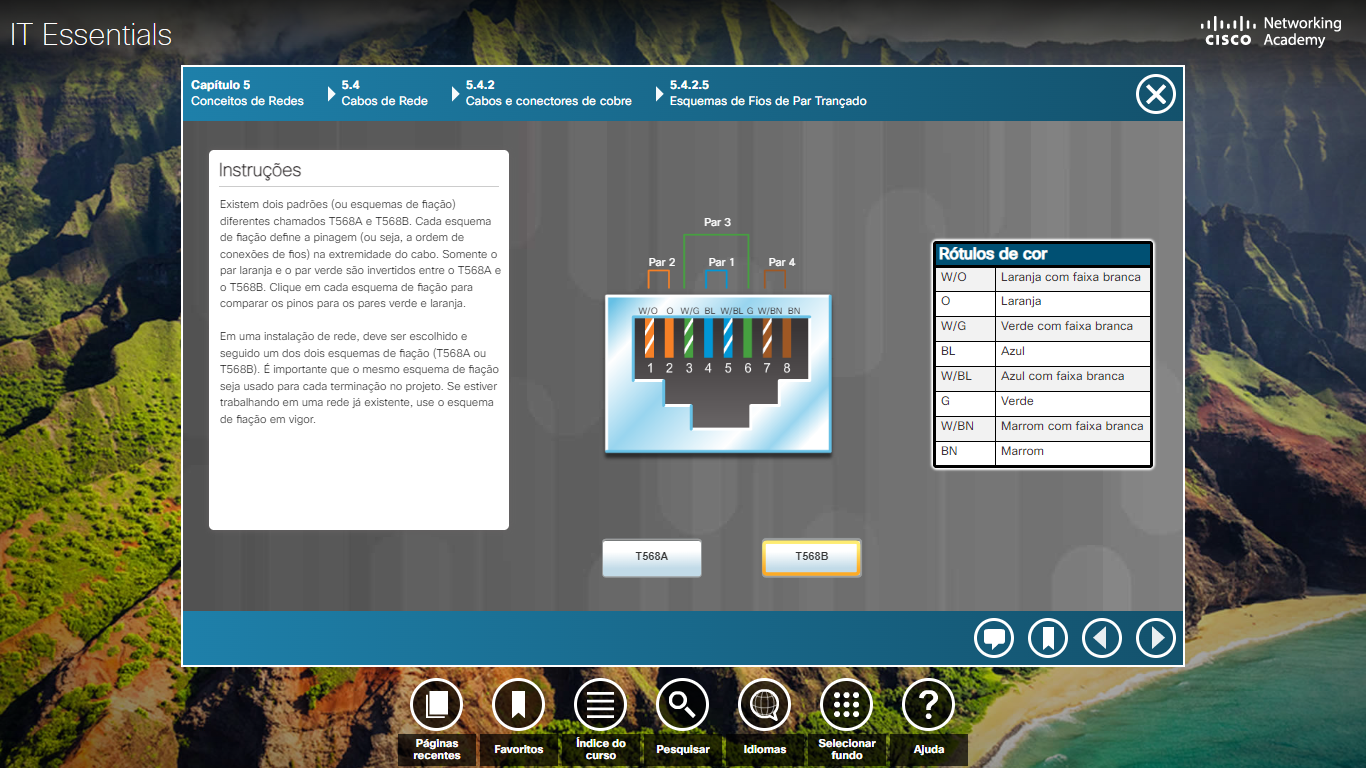 IT Essentials
Networking
CISCO Academy
Capítulo 5
Conceitos de Redes
5.4
Cabos de Rede
5.4.2
Cabos e conectores de cobre
5.4.2.5
Esquemas de Fios de Par Trançado
Instruções
Existem dois padrões (ou esquemas de fiação)
diferentes chamados T568A e T568B. Cada esquema
de fiação define a pinagem (ou seja, a ordem de
conexões de fios) na extremidade do cabo. Somente o
par laranja e o par verde são invertidos entre o T568A e
o T568B. Clique em cada esquema de fiação para
comparar os pinos para os pares verde e laranja.
Em uma instalação de rede, deve ser escolhido e
seguido um dos dois esquemas de fiação (T568A ou
T568B). É importante que o mesmo esquema de fiação
seja usado para cada terminação no projeto. Se estiver
trabalhando em uma rede já existente, use o esquema
de fiação em vigor.
Par 3
Par 2 Par 1 Par 4
W/O O W/G BL W/BL G W/BN BN
1 2 3 4 5 6 7 8
T568A T568B
Rótulos de cor
W/O Laranja com faixa branca
O Laranja
W/G Verde com faixa branca
BL Azul
W/BL Azul com faixa branca
G Verde
W/BN Marrom com faixa branca
BN Marrom
Páginas
recentes
Favoritos
Índice do
curso
Pesquisar
Idiomas
Selecionar
fundo
Ajuda